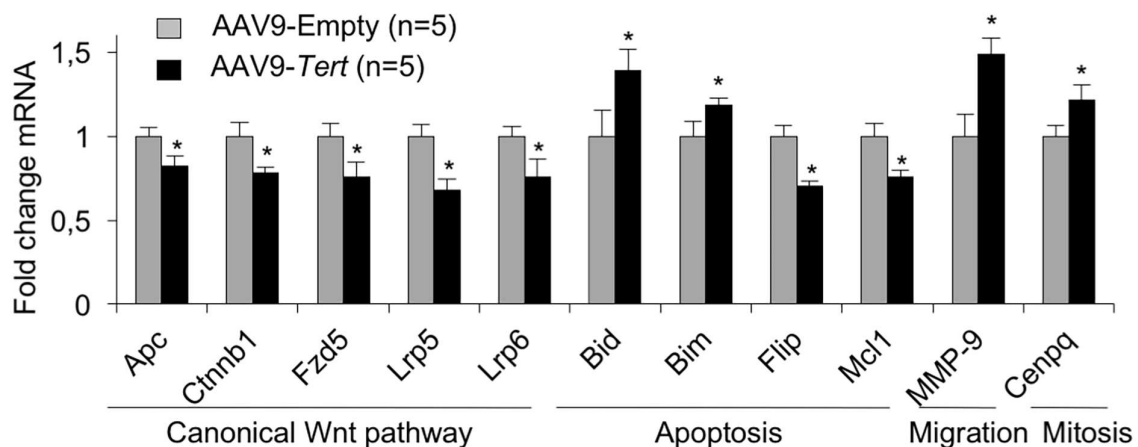 AAV9-Empty (n=5)
AAV9-Tert (n=5)
Fold change mRNA
1,5
1
0,5
0
* * * * * * * * * * *
Apc Ctnnb1 Fzd5 Lrp5 Lrp6 Bid Bim Flip Mcl1 MMP-9 Cenpq
Canonical Wnt pathway Apoptosis Migration Mitosis